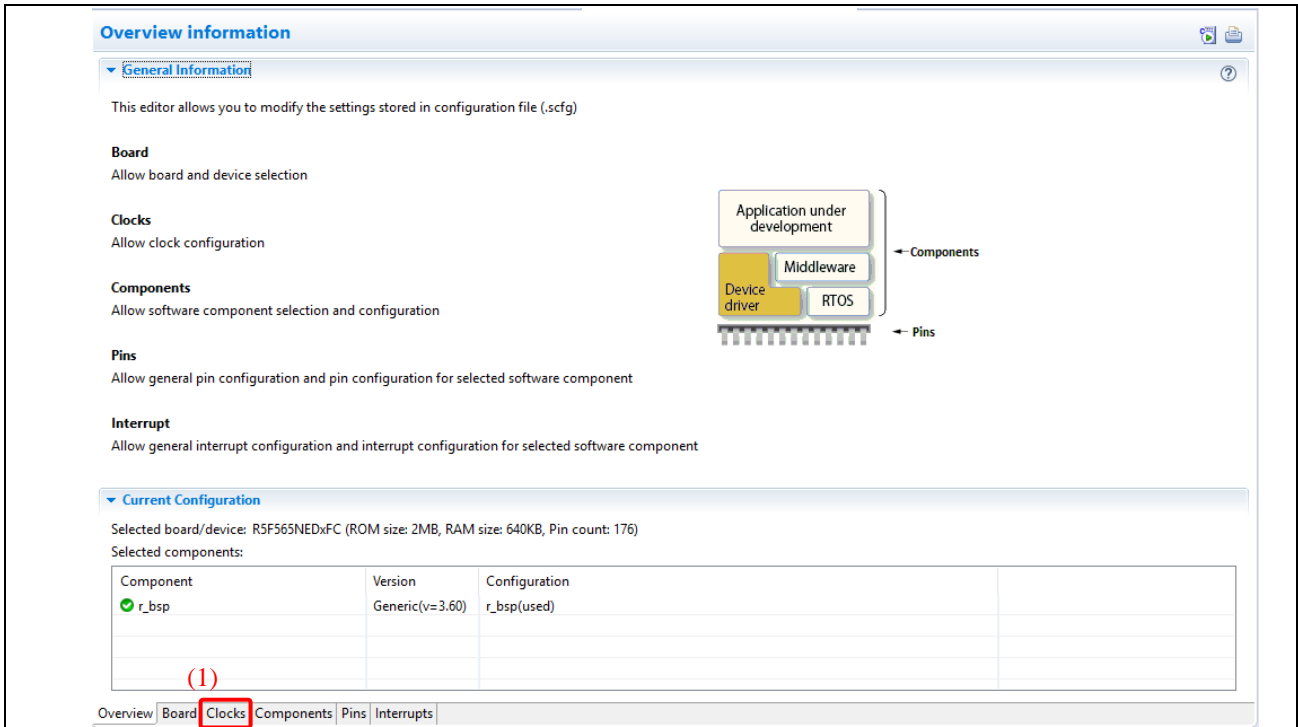 Overview information
General Information
This editor allows you to modify the settings stored in configuration file (.scfg)
Board
Allow board and device selection
Clocks
Allow clock configuration
Components
Allow software component selection and configuration
Pins
Allow general pin configuration and pin configuration for selected software component
Interrupt
Allow general interrupt configuration and interrupt configuration for selected software component
Application under
development
Middleware
Device
driver
RTOS
Components
Pins
Current Configuration
Selected board/device: R5F565NEDxFC (ROM size: 2MB, RAM size: 640KB, Pin count: 176)
Selected components:
Component Version Configuration
r_bsp Generic(v=3.60) r_bsp(used)
(1)
Overview Board Clocks Components Pins Interrupts